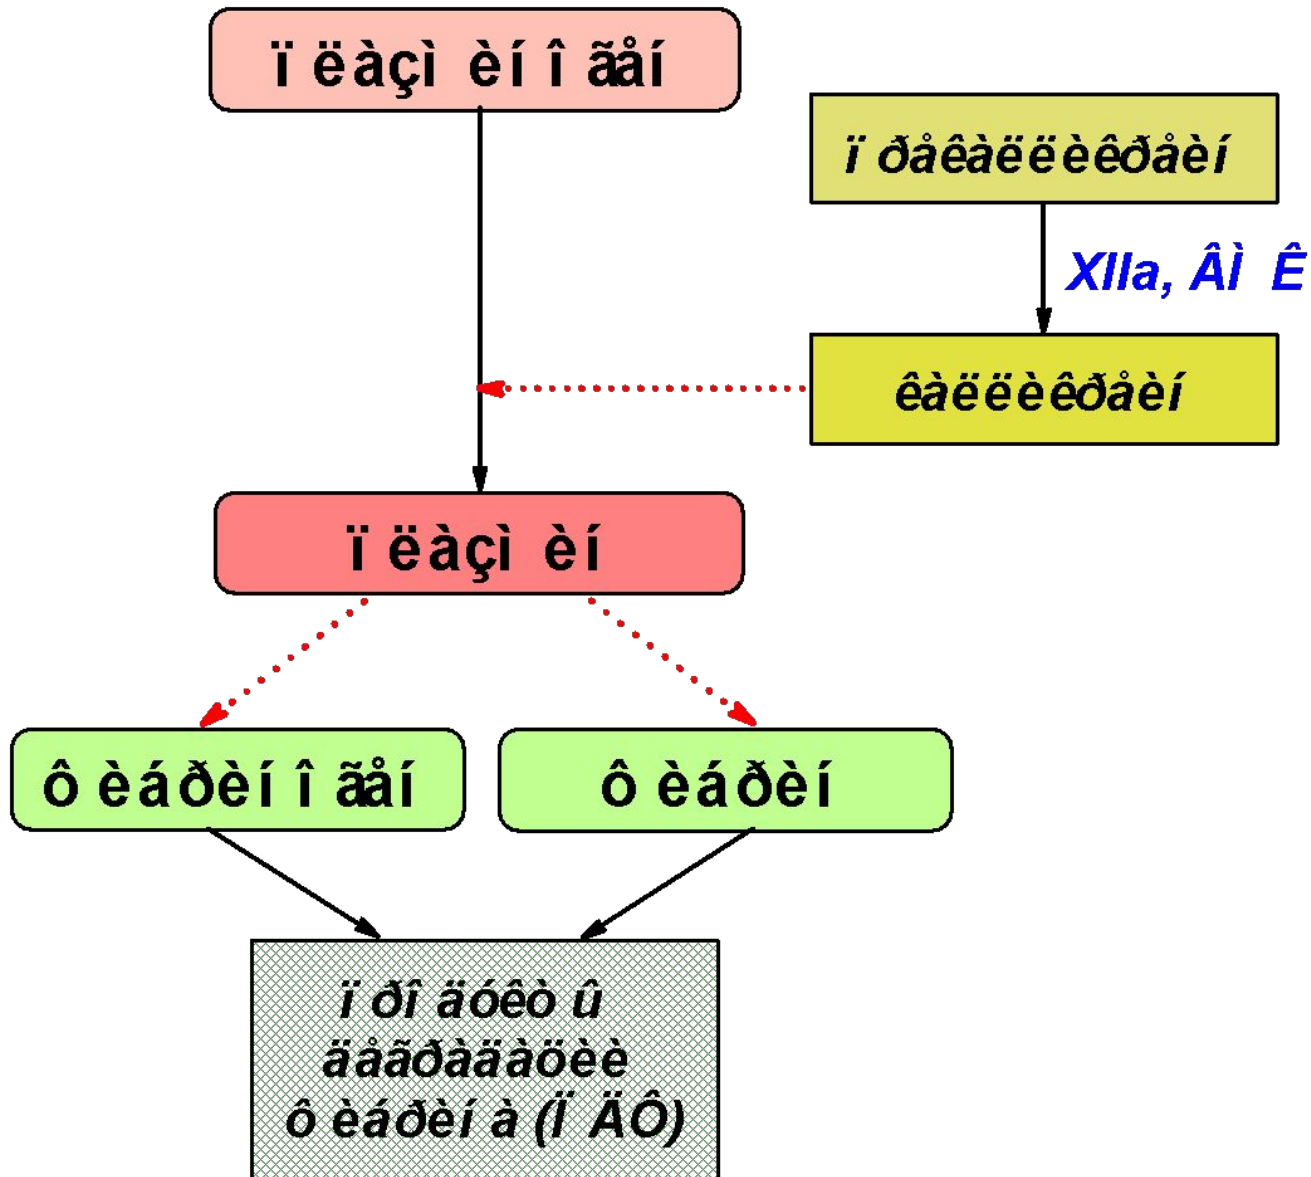 ï ëàçì èí î ãåí
ï ðåêàëëèêðåèí
XIIa, ÂÌ Ê
êàëëèêðåèí
ï ëàçì èí
ô èáðèí î ãåí
ô èáðèí
ï ðî äóêò û
äåãðàäàöèè
ô èáðèí à (Ï ÄÔ)